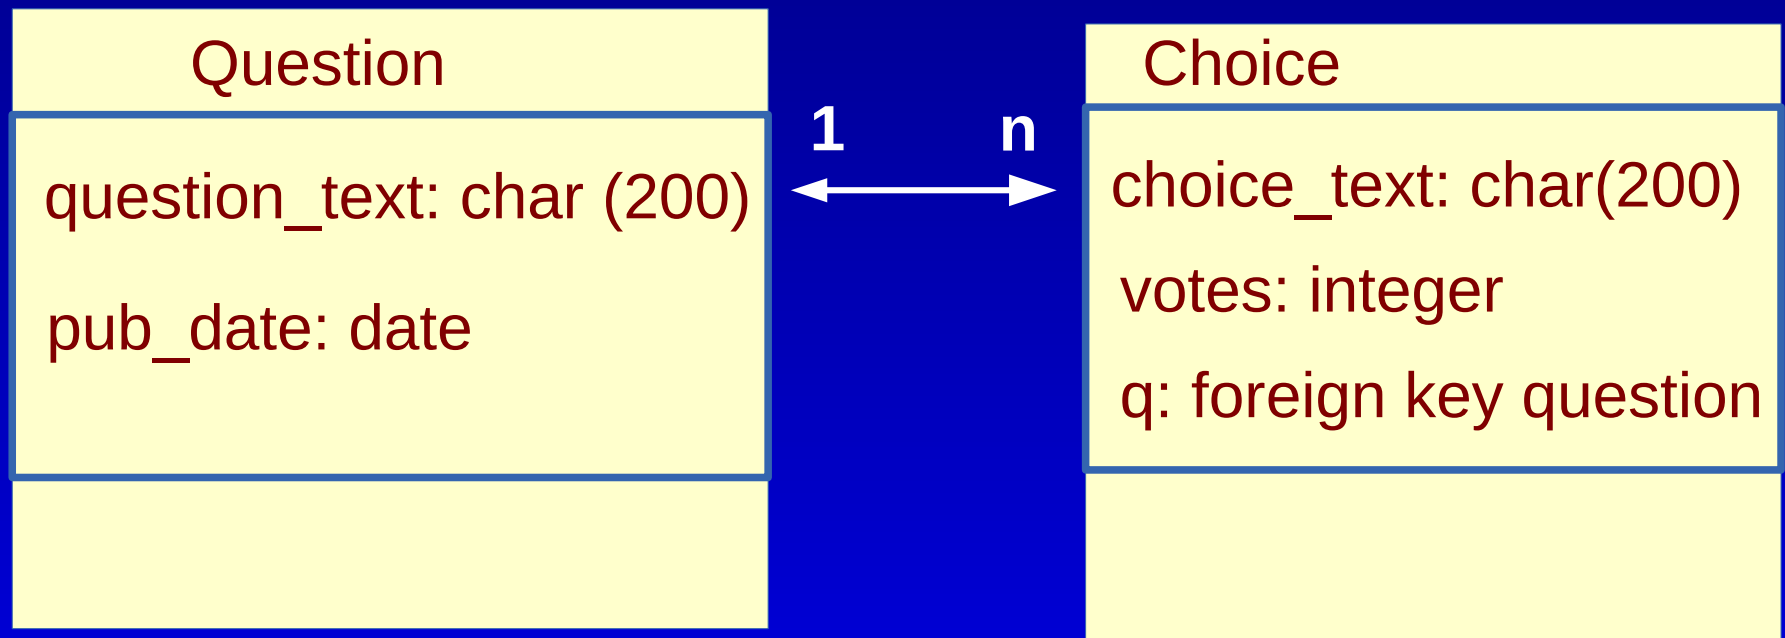 Question
question_text: char (200)
pub_date: date
1 n
Choice
choice_text: char(200)
votes: integer
q: foreign key question